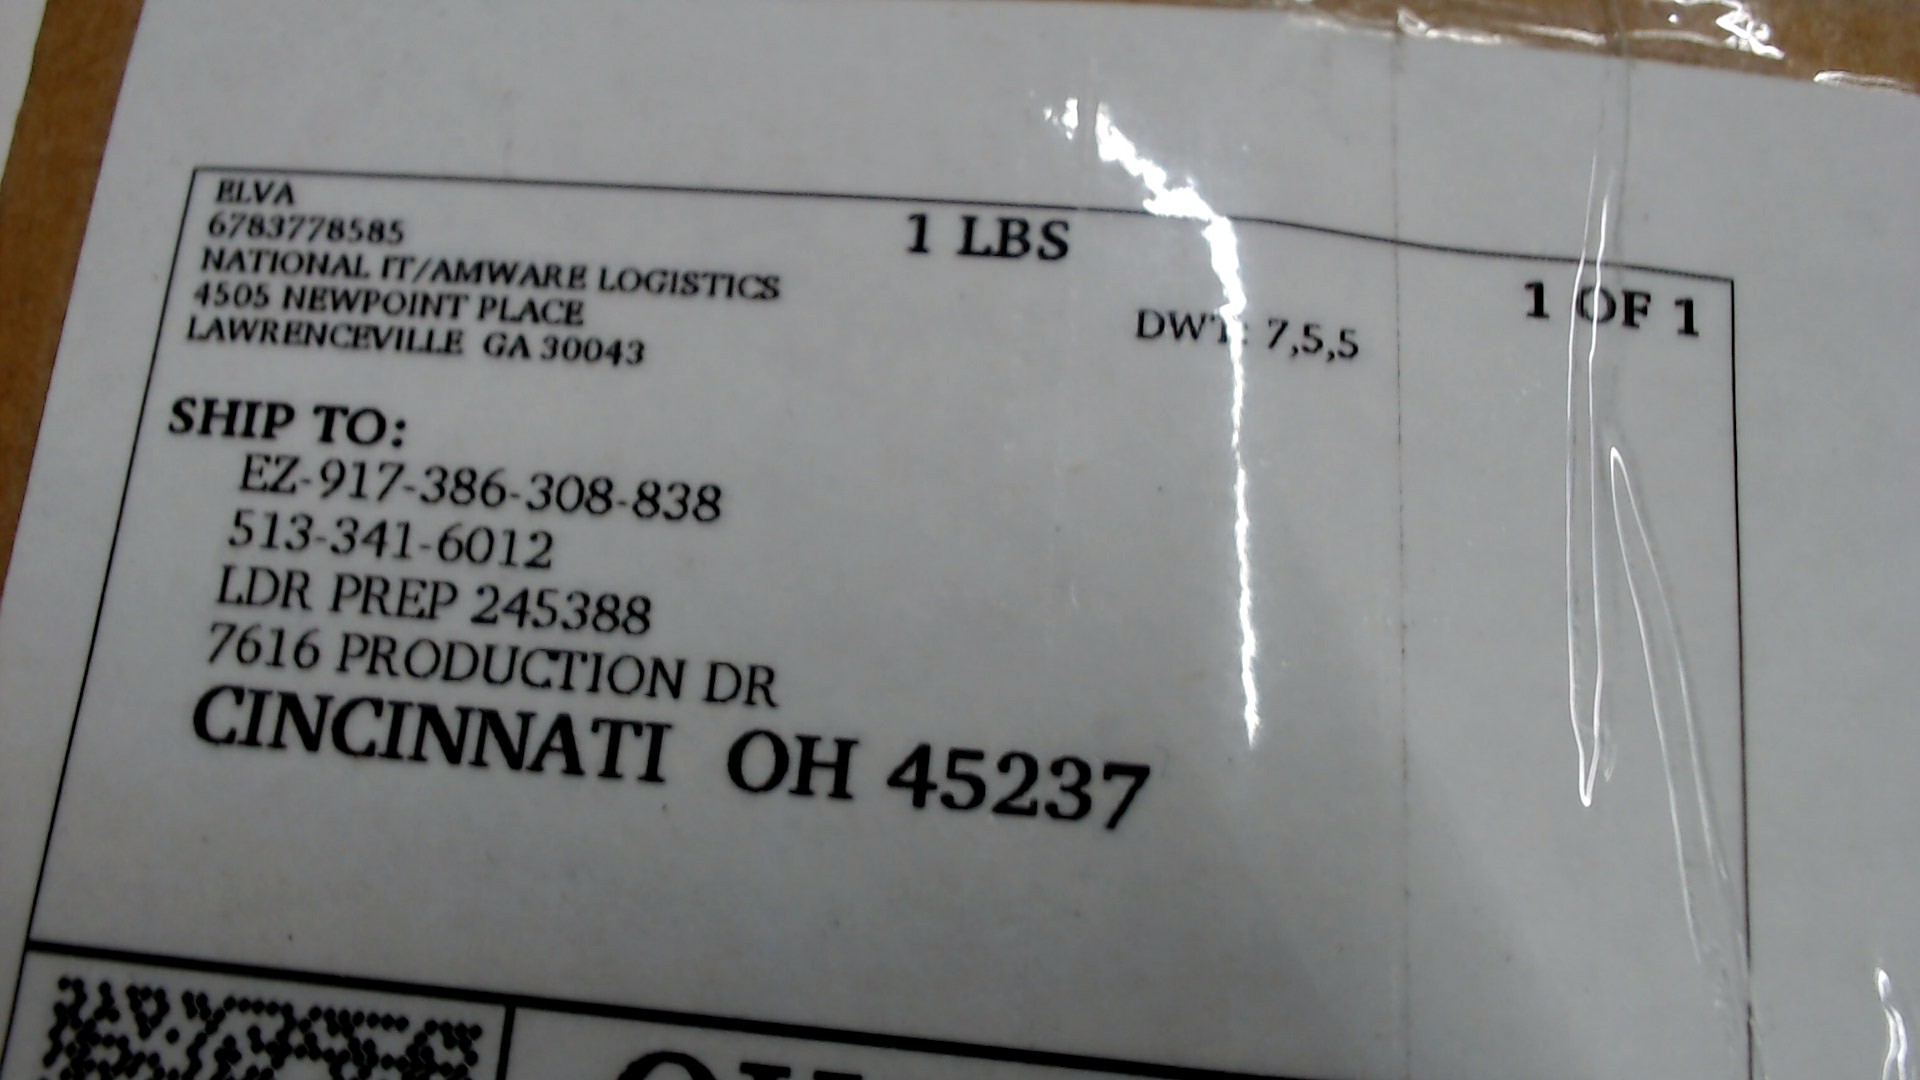 ELVA
6783778585
NATIONAL IT/AMWARE LOGISTICS
4505 NEWPOINT PLACE
LAWRENCEVILLE GA 30043
1 LBS
DWT: 7,5,5
1 OF 1
SHIP TO:
EZ-917-386-308-838
513-341-6012
LDR PREP 245388
7616 PRODUCTION DR
CINCINNATI OH 45237